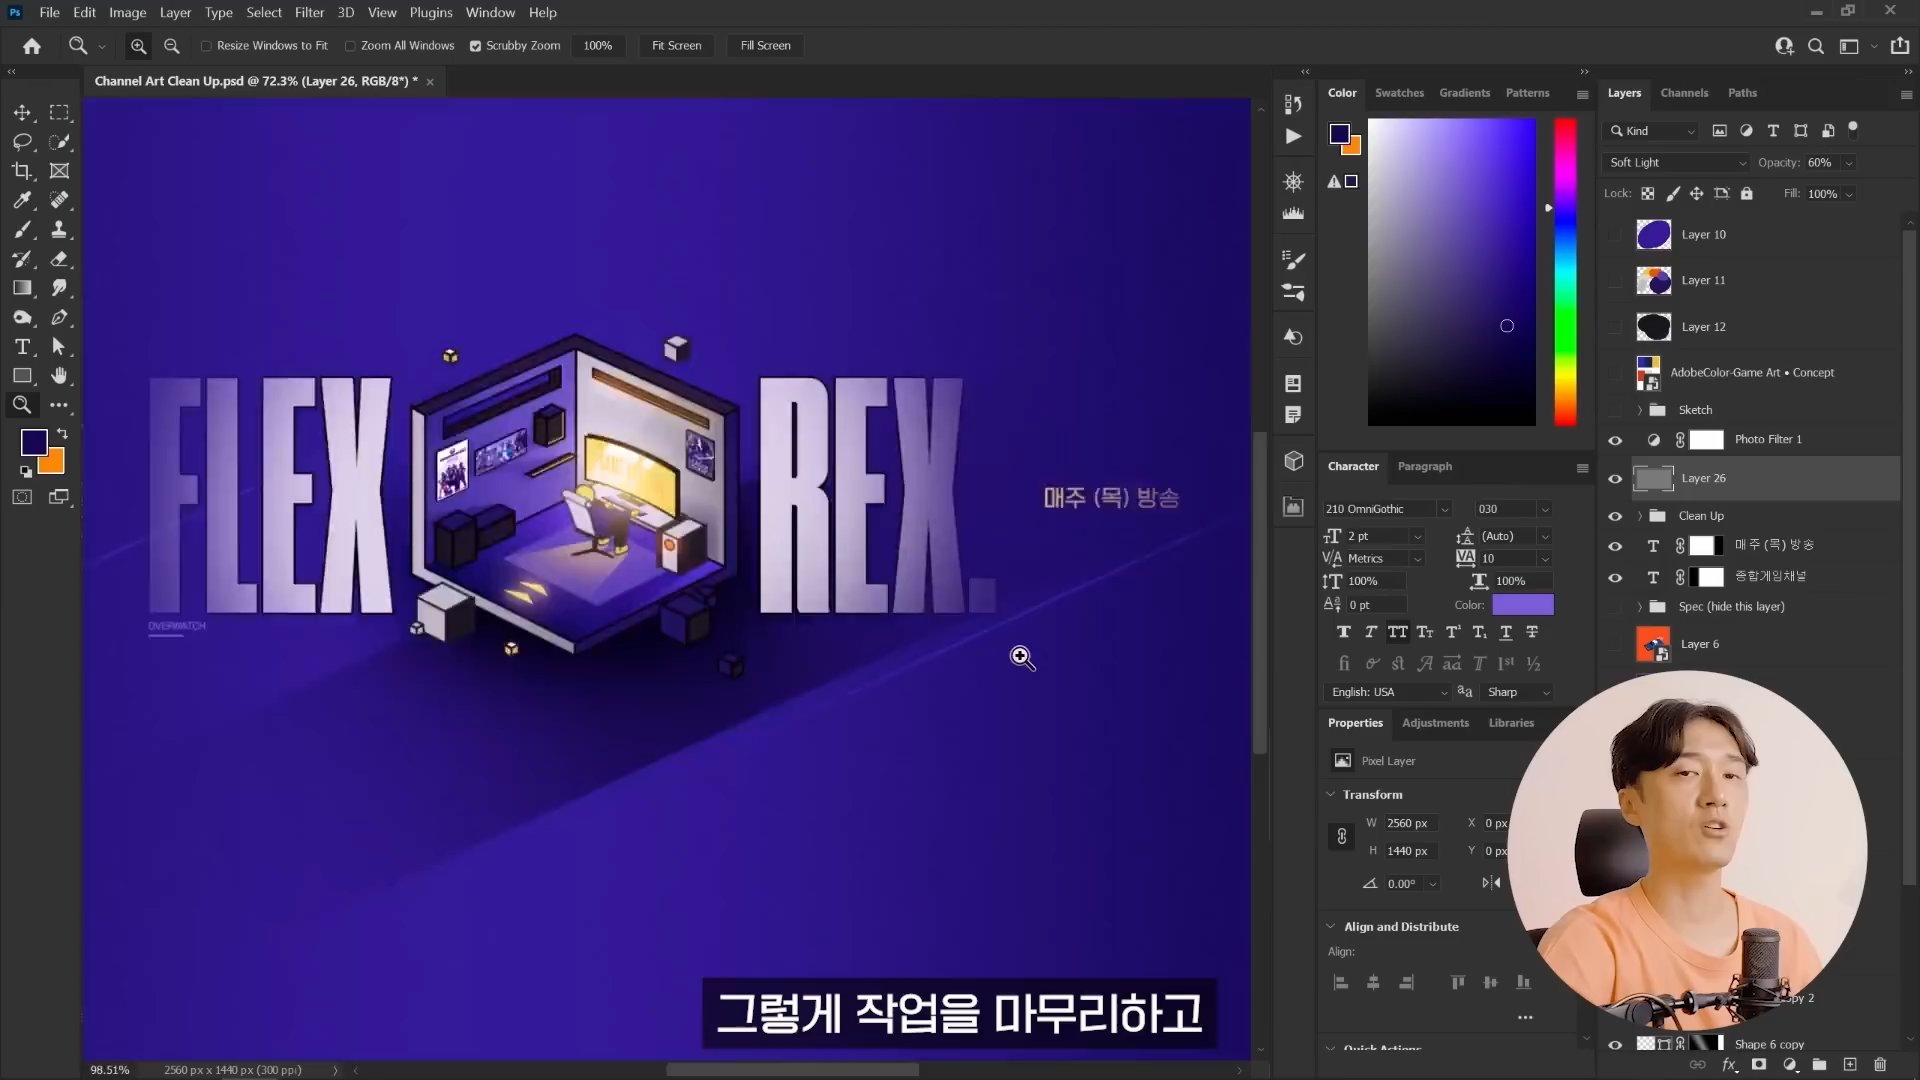 Ps File Edit Image Layer Type Select Filter 3D View Plugins Window Help
Resize Windows to Fit Zoom All Windows Scrubby Zoom 100% Fit Screen Fill Screen
Channel Art Clean Up.psd @ 72.3% (Layer 26, RGB/8*) *
Color Swatches Gradients Patterns
Layers Channels Paths
Kind
Soft Light Opacity: 60%
Lock: Fill: 100%
Layer 10
Layer 11
Layer 12
AdobeColor-Game Art • Concept
Sketch
Photo Filter 1
Layer 26
Clean Up
매주 (목) 방송
종합게임채널
Spec (hide this layer)
Layer 6
Shape 6 copy
Character Paragraph
210 OmniGothic 030
2 pt (Auto)
Metrics 10
100% 100%
0 pt Color:
English: USA Sharp
Properties Adjustments Libraries
Pixel Layer
Transform
W 2560 px X 0 px
H 1440 px Y 0 px
0.00°
Align and Distribute
Align:
Quick Actions
FLEX REX.
OVERWATCH
매주 (목) 방송
그렇게 작업을 마무리하고
98.51% 2560 px x 1440 px (300 ppi)